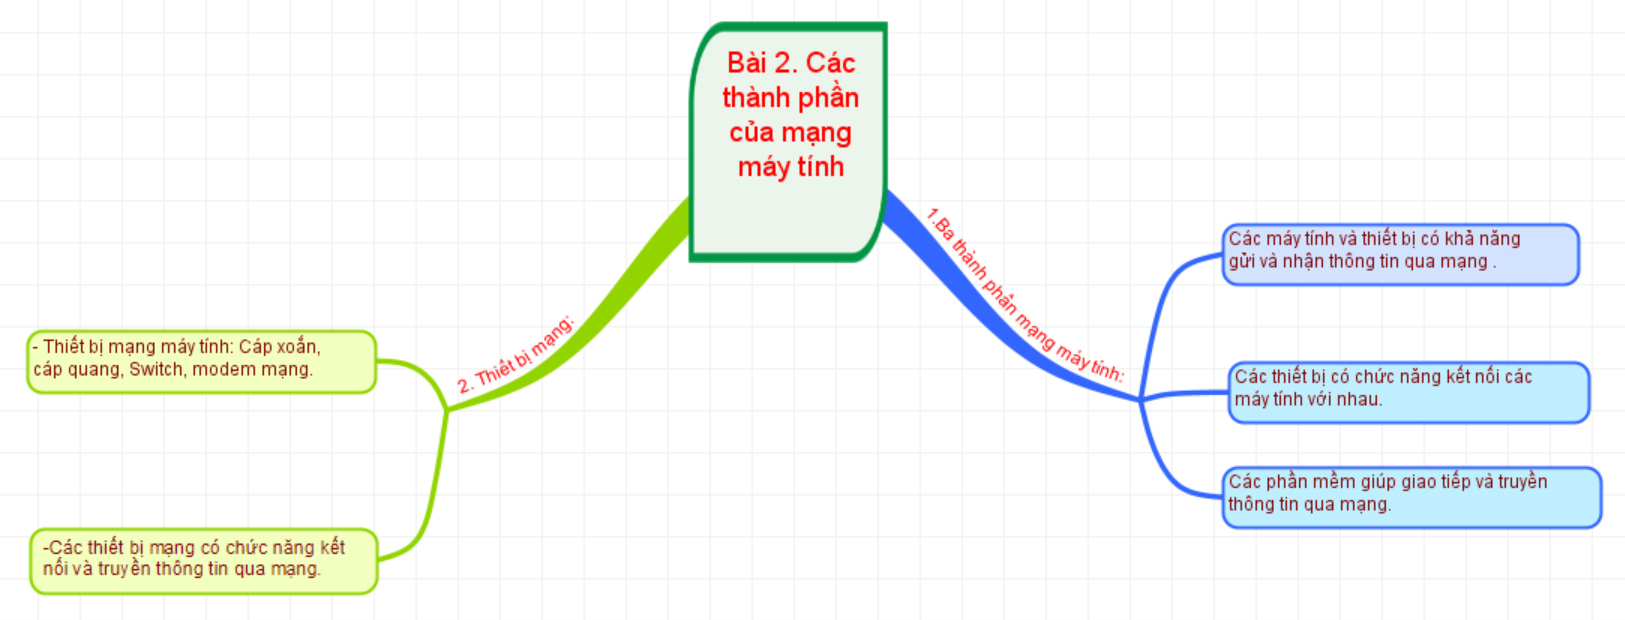 Bài 2. Các
thành phần
của mạng
máy tính
1.Ba thành phần mạng máy tính:
Các máy tính và thiết bị có khả năng
gửi và nhận thông tin qua mạng .
Các thiết bị có chức năng kết nối các
máy tính với nhau.
Các phần mềm giúp giao tiếp và truyền
thông tin qua mạng.
2. Thiết bị mạng:
- Thiết bị mạng máy tính: Cáp xoắn,
cáp quang, Switch, modem mạng.
-Các thiết bị mạng có chức năng kết
nối và truyền thông tin qua mạng.